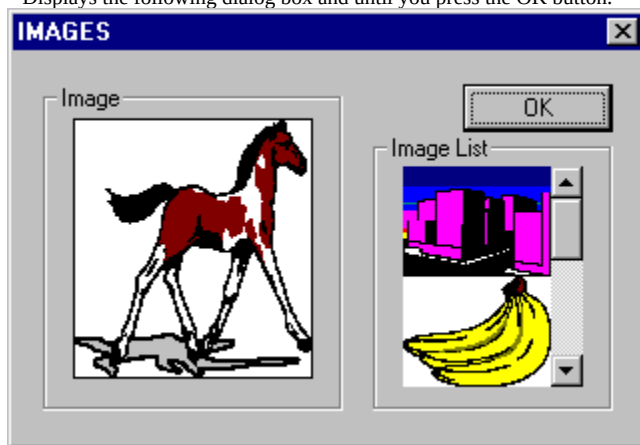 Displays the following dialog box and until you press the OK button.
IMAGES
Image
OK
Image List